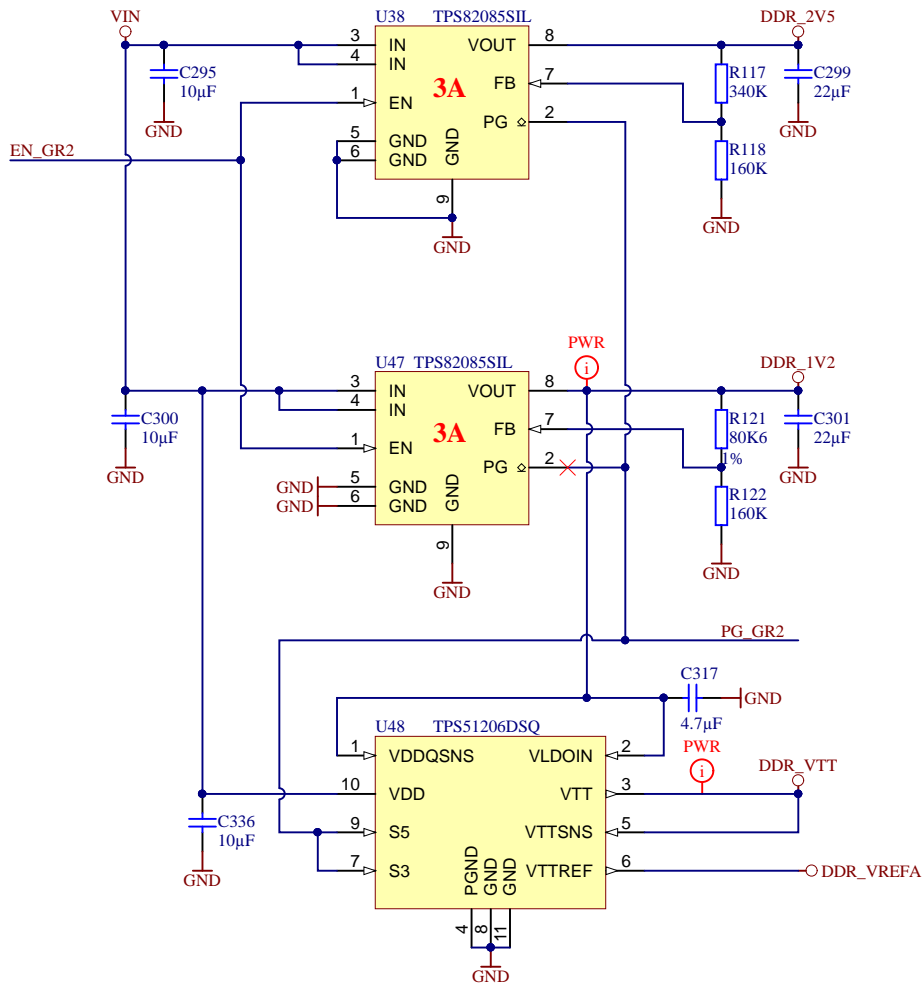 VIN
U38 TPS82085SIL
DDR_2V5
3 IN VOUT 8
4 IN
C295
10µF
GND
3A
FB 7
R117
340K
C299
22µF
GND
1 EN
PG 2
EN_GR2
5 GND
6 GND
GND
9
GND
R118
160K
GND
PWR
i
U47 TPS82085SIL
DDR_1V2
3 IN VOUT 8
4 IN
C300
10µF
GND
3A
FB 7
R121
80K6
1%
C301
22µF
GND
1 EN
PG 2
GND 5 GND
GND 6 GND
GND
9
GND
R122
160K
GND
PG_GR2
C317
4.7µF
GND
U48 TPS51206DSQ
1 VDDQSNS VLDOIN 2
PWR
i
DDR_VTT
10 VDD VTT 3
C336
10µF
GND
9 S5 VTTSNS 5
7 S3 VTTREF 6
DDR_VREFA
PGND
GND
GND
4
8
11
GND